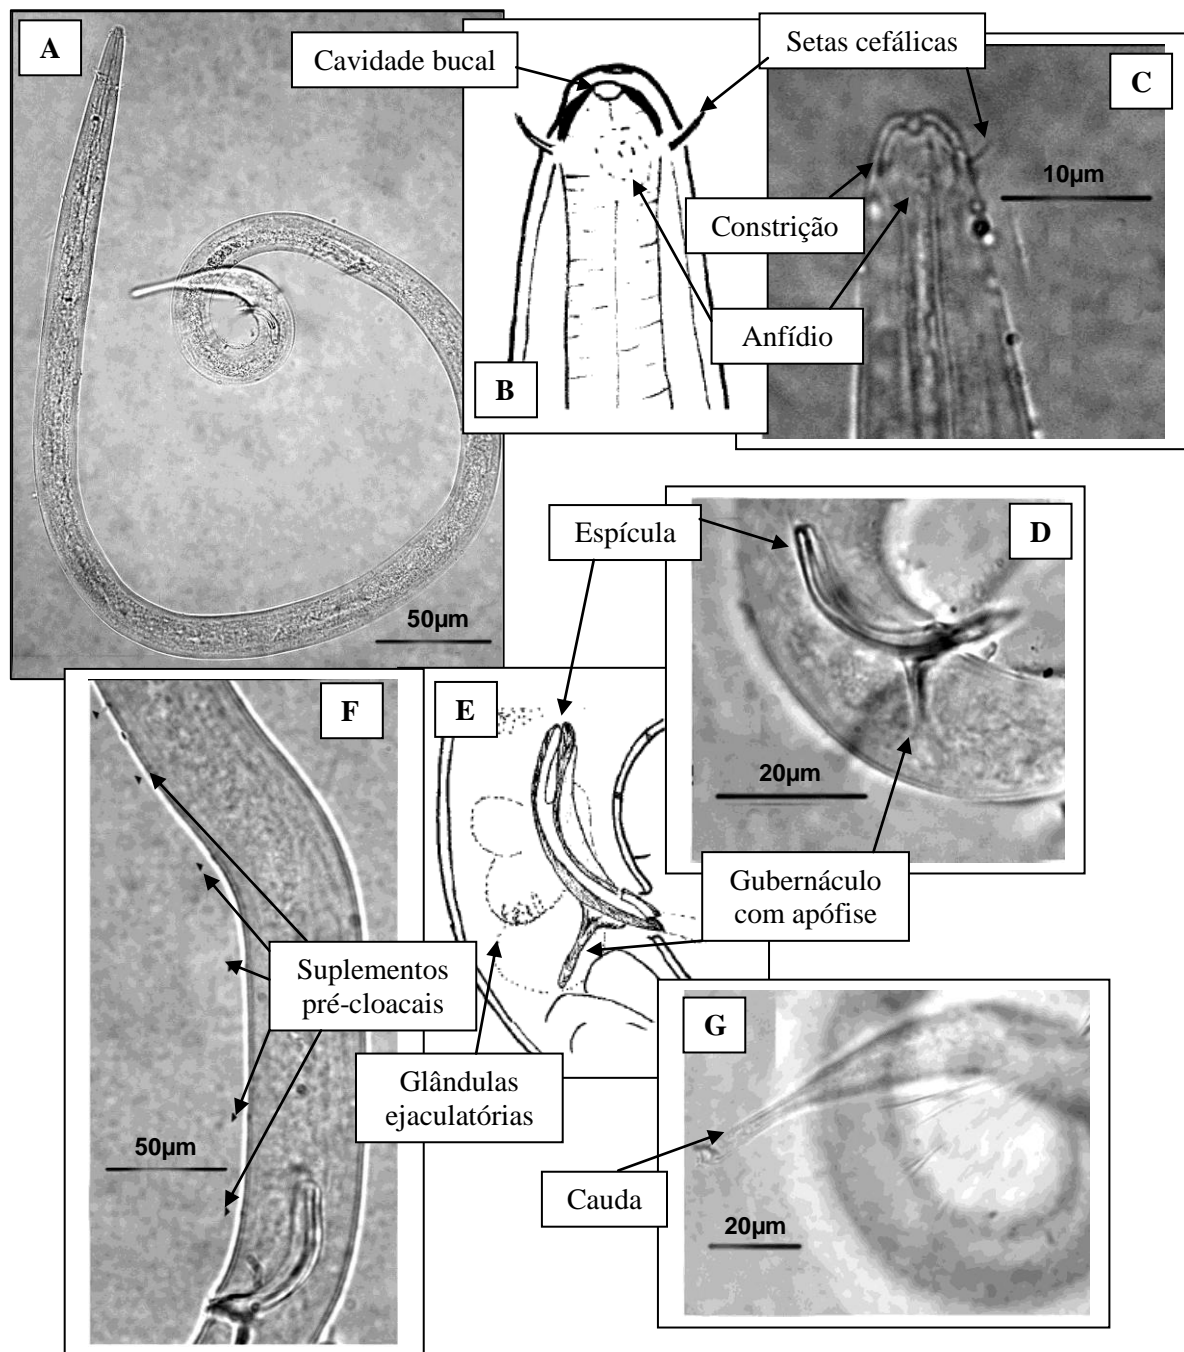 A
Cavidade bucal
Setas cefálicas
C
10µm
Constrição
Anfídio
B
50µm
Espícula
D
20µm
F
E
Gubernáculo
com apófise
Suplementos
pré-cloacais
G
Glândulas
ejaculatórias
50µm
Cauda
20µm